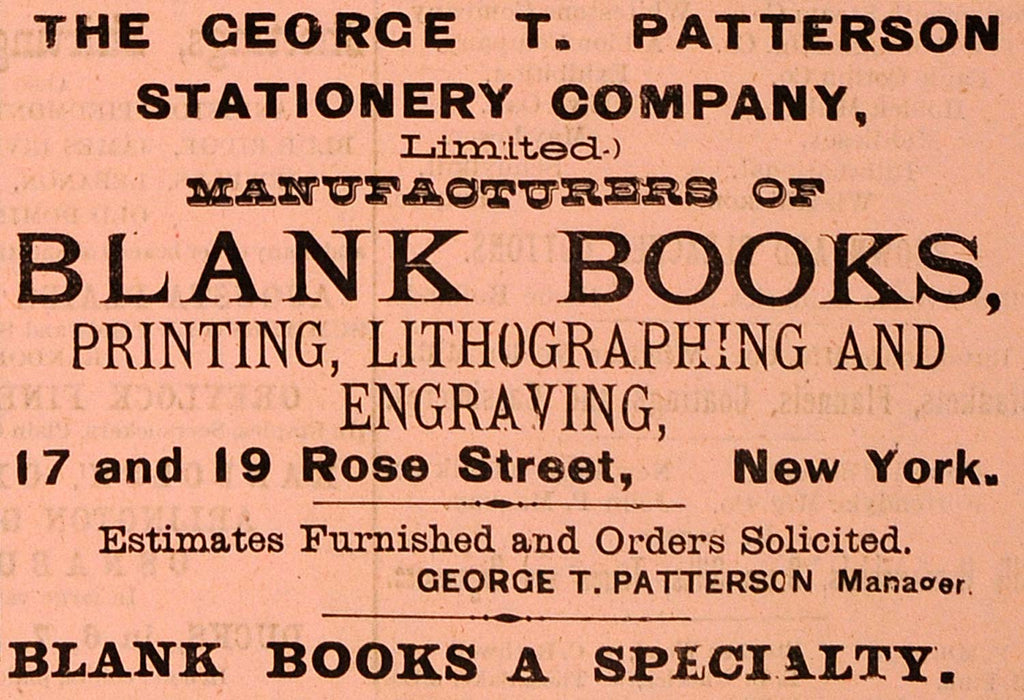 THE GEORGE T. PATTERSON
STATIONERY COMPANY,
Limited.)
MANUFACTURERS OF
BLANK BOOKS,
PRINTING, LITHOGRAPHING AND
ENGRAVING,
17 and 19 Rose Street, New York.
Estimates Furnished and Orders Solicited.
GEORGE T. PATTERSON Manager.
BLANK BOOKS A SPECIALTY.